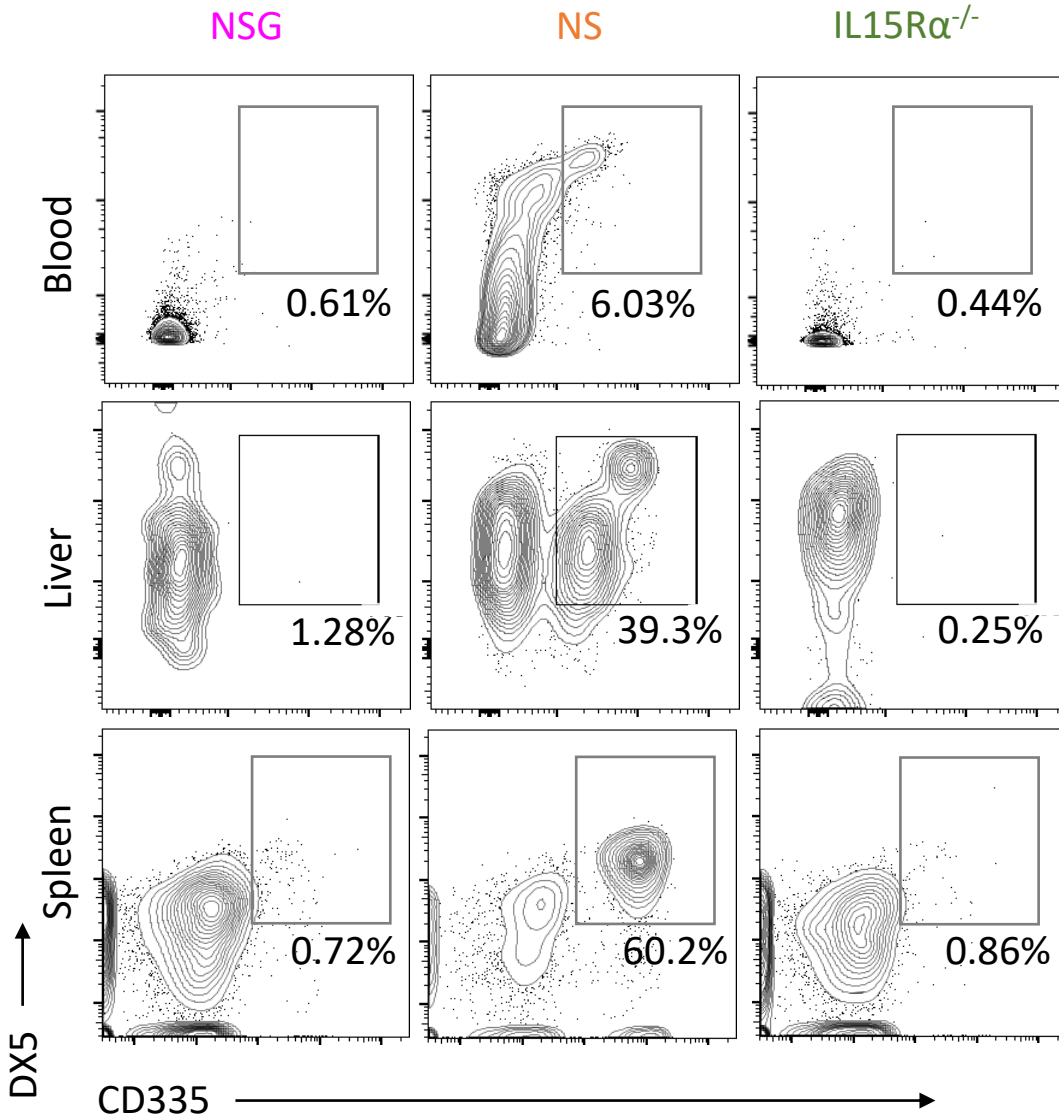 NSG NS IL15Rα-/-
Blood
0.61% 6.03% 0.44%
Liver
1.28% 39.3% 0.25%
Spleen
0.72% 60.2% 0.86%
DX5
CD335